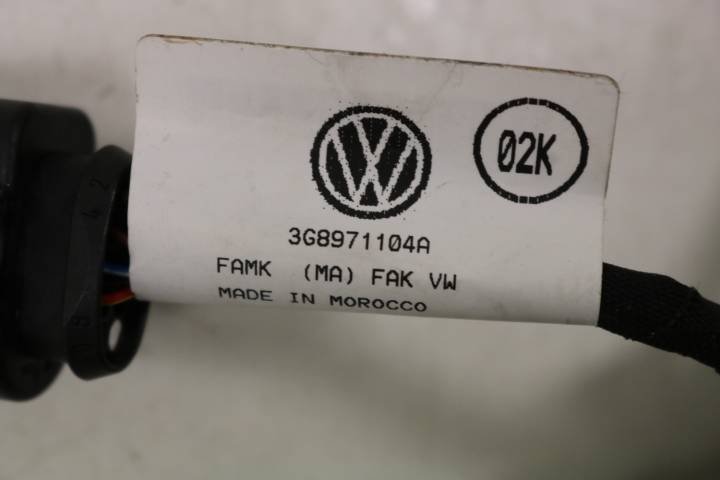 02K
3G8971104A
FAMK (MA) FAK VW
MADE IN MOROCCO